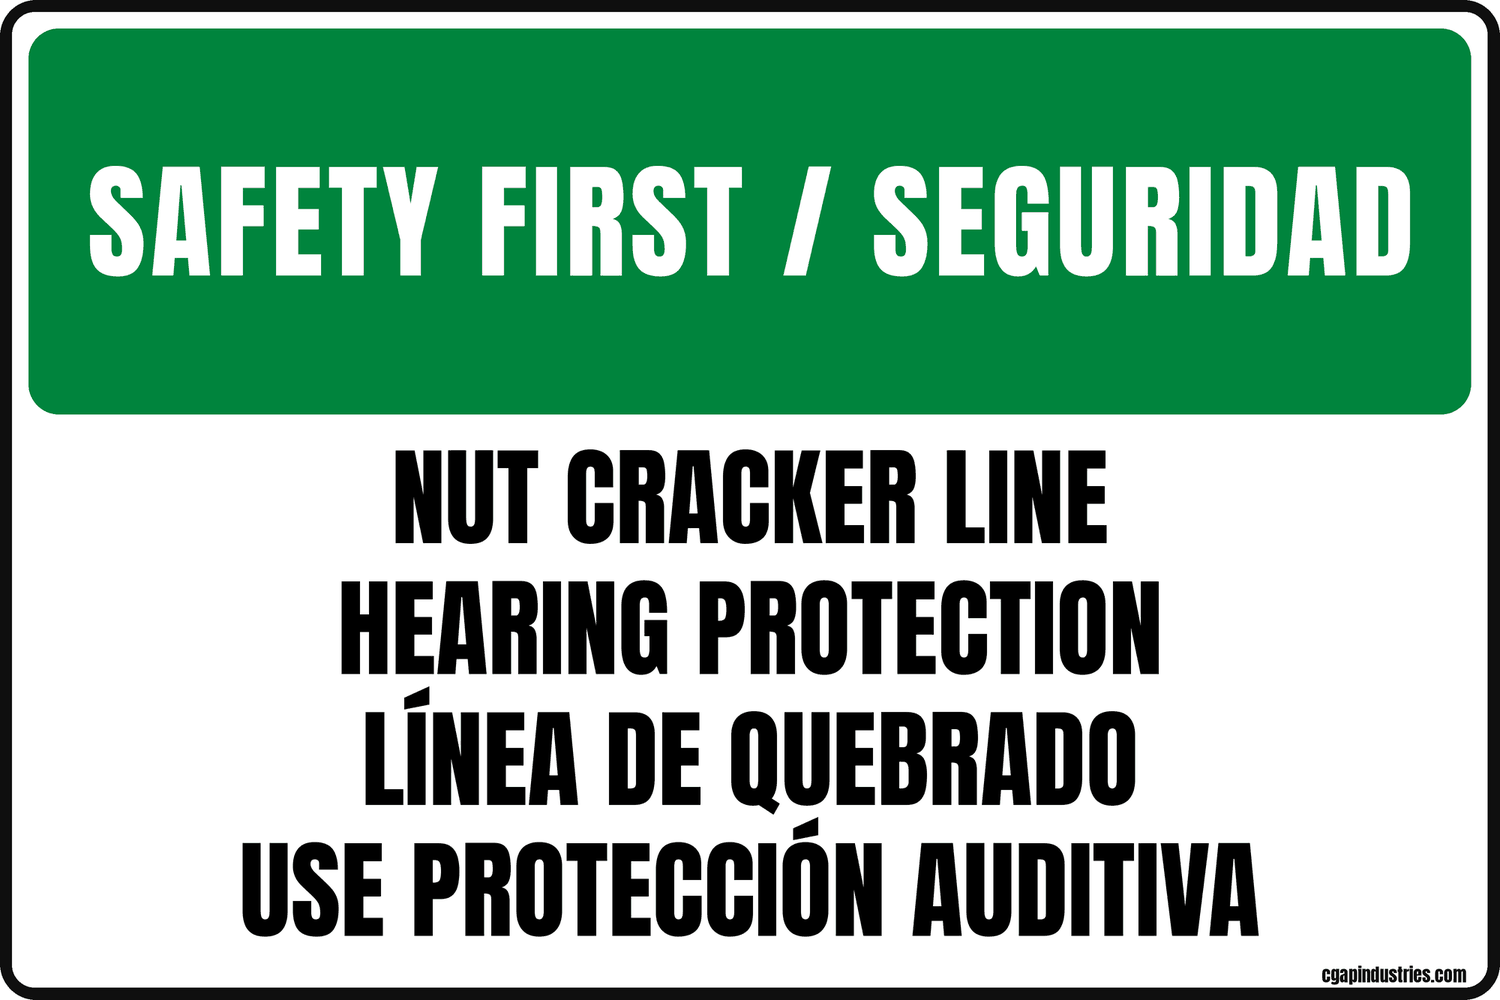 SAFETY FIRST / SEGURIDAD
NUT CRACKER LINE
HEARING PROTECTION
LÍNEA DE QUEBRADO
USE PROTECCIÓN AUDITIVA
cgapindustries.com